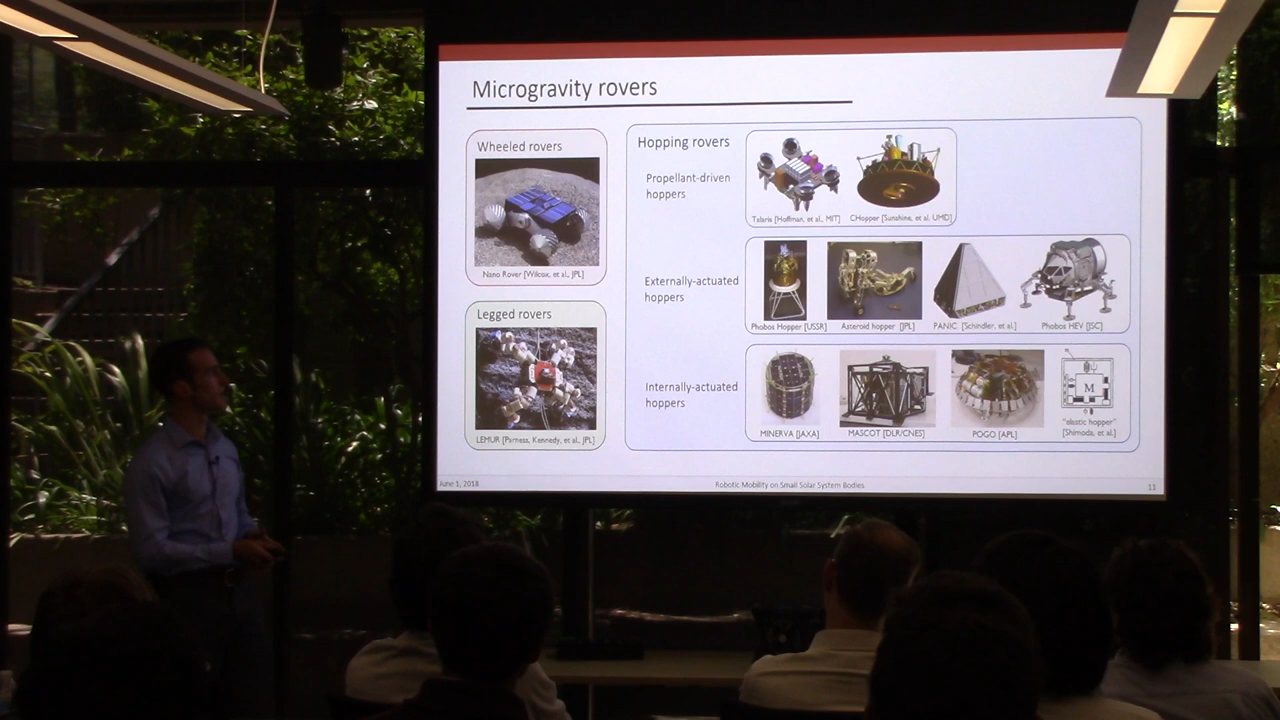 Microgravity rovers
Wheeled rovers
Nano Rover [Wilcox, et al., JPL]
Legged rovers
LEMUR [Parness, Kennedy, et al., JPL]
Hopping rovers
Propellant-driven
hoppers
Talaris [Hoffman, et al., MIT]
CHopper [Sunshine, et al. UMD]
Externally-actuated
hoppers
Phobos Hopper [USSR]
Asteroid hopper [JPL]
PANIC [Schindler, et al.]
Phobos HEV [JSC]
Internally-actuated
hoppers
MINERVA [JAXA]
MASCOT [DLR/CNES]
POGO [APL]
M
"elastic hopper"
[Shimoda, et al.]
June 1, 2018
Robotic Mobility on Small Solar System Bodies
11